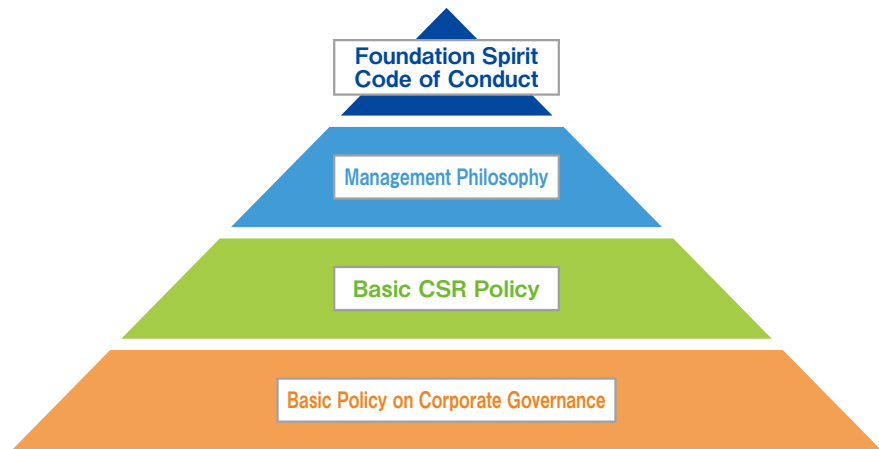 Foundation Spirit
Code of Conduct
Management Philosophy
Basic CSR Policy
Basic Policy on Corporate Governance